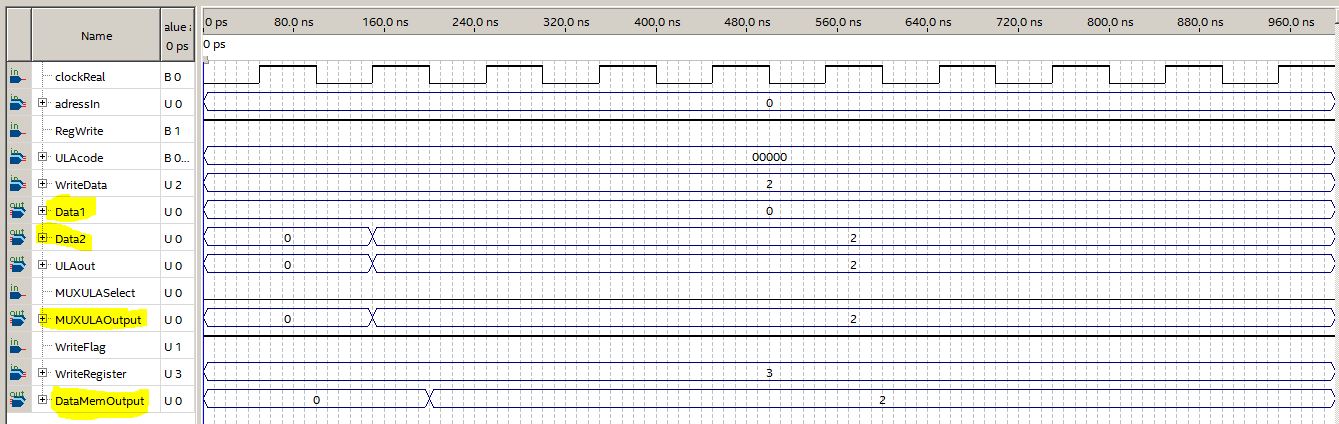 Name
alue a
0 ps
0 ps 80.0 ns 160.0 ns 240.0 ns 320.0 ns 400.0 ns 480.0 ns 560.0 ns 640.0 ns 720.0 ns 800.0 ns 880.0 ns 960.0 ns
0 ps
in clockReal B 0
in adressIn U 0 0
in RegWrite B 1
in ULAcode B 0... 00000
in WriteData U 2 2
out Data1 U 0 0
out Data2 U 0 0 2
out ULAout U 0 0 2
in MUXULASelect U 0
out MUXULAOutput U 0 0 2
in WriteFlag U 1
in WriteRegister U 3 3
out DataMemOutput U 0 0 2